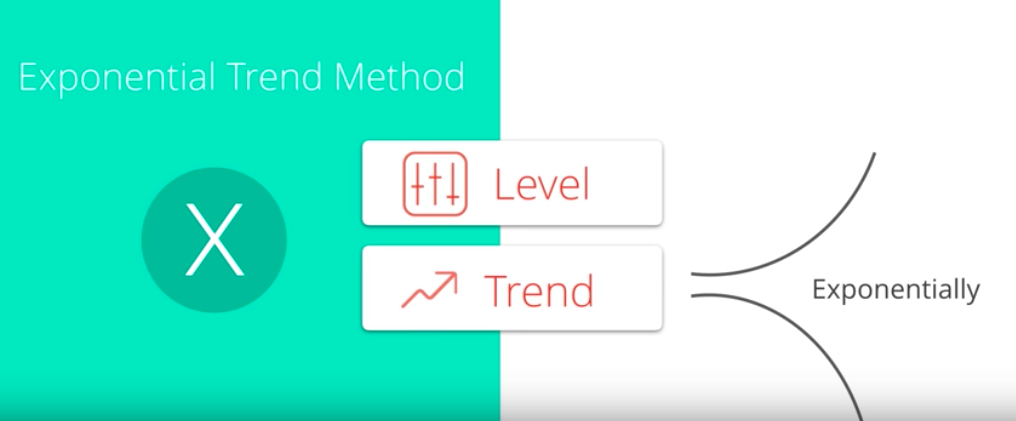 Exponential Trend Method
X
Level
Trend
Exponentially